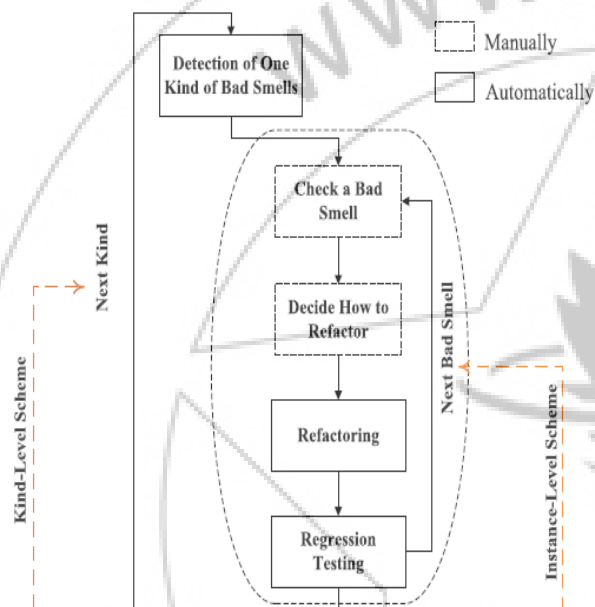 WWW
Manually
Automatically
Detection of One
Kind of Bad Smells
Check a Bad
Smell
Decide How to
Refactor
Refactoring
Regression
Testing
Next Kind
Next Bad Smell
Kind-Level Scheme
Instance-Level Scheme